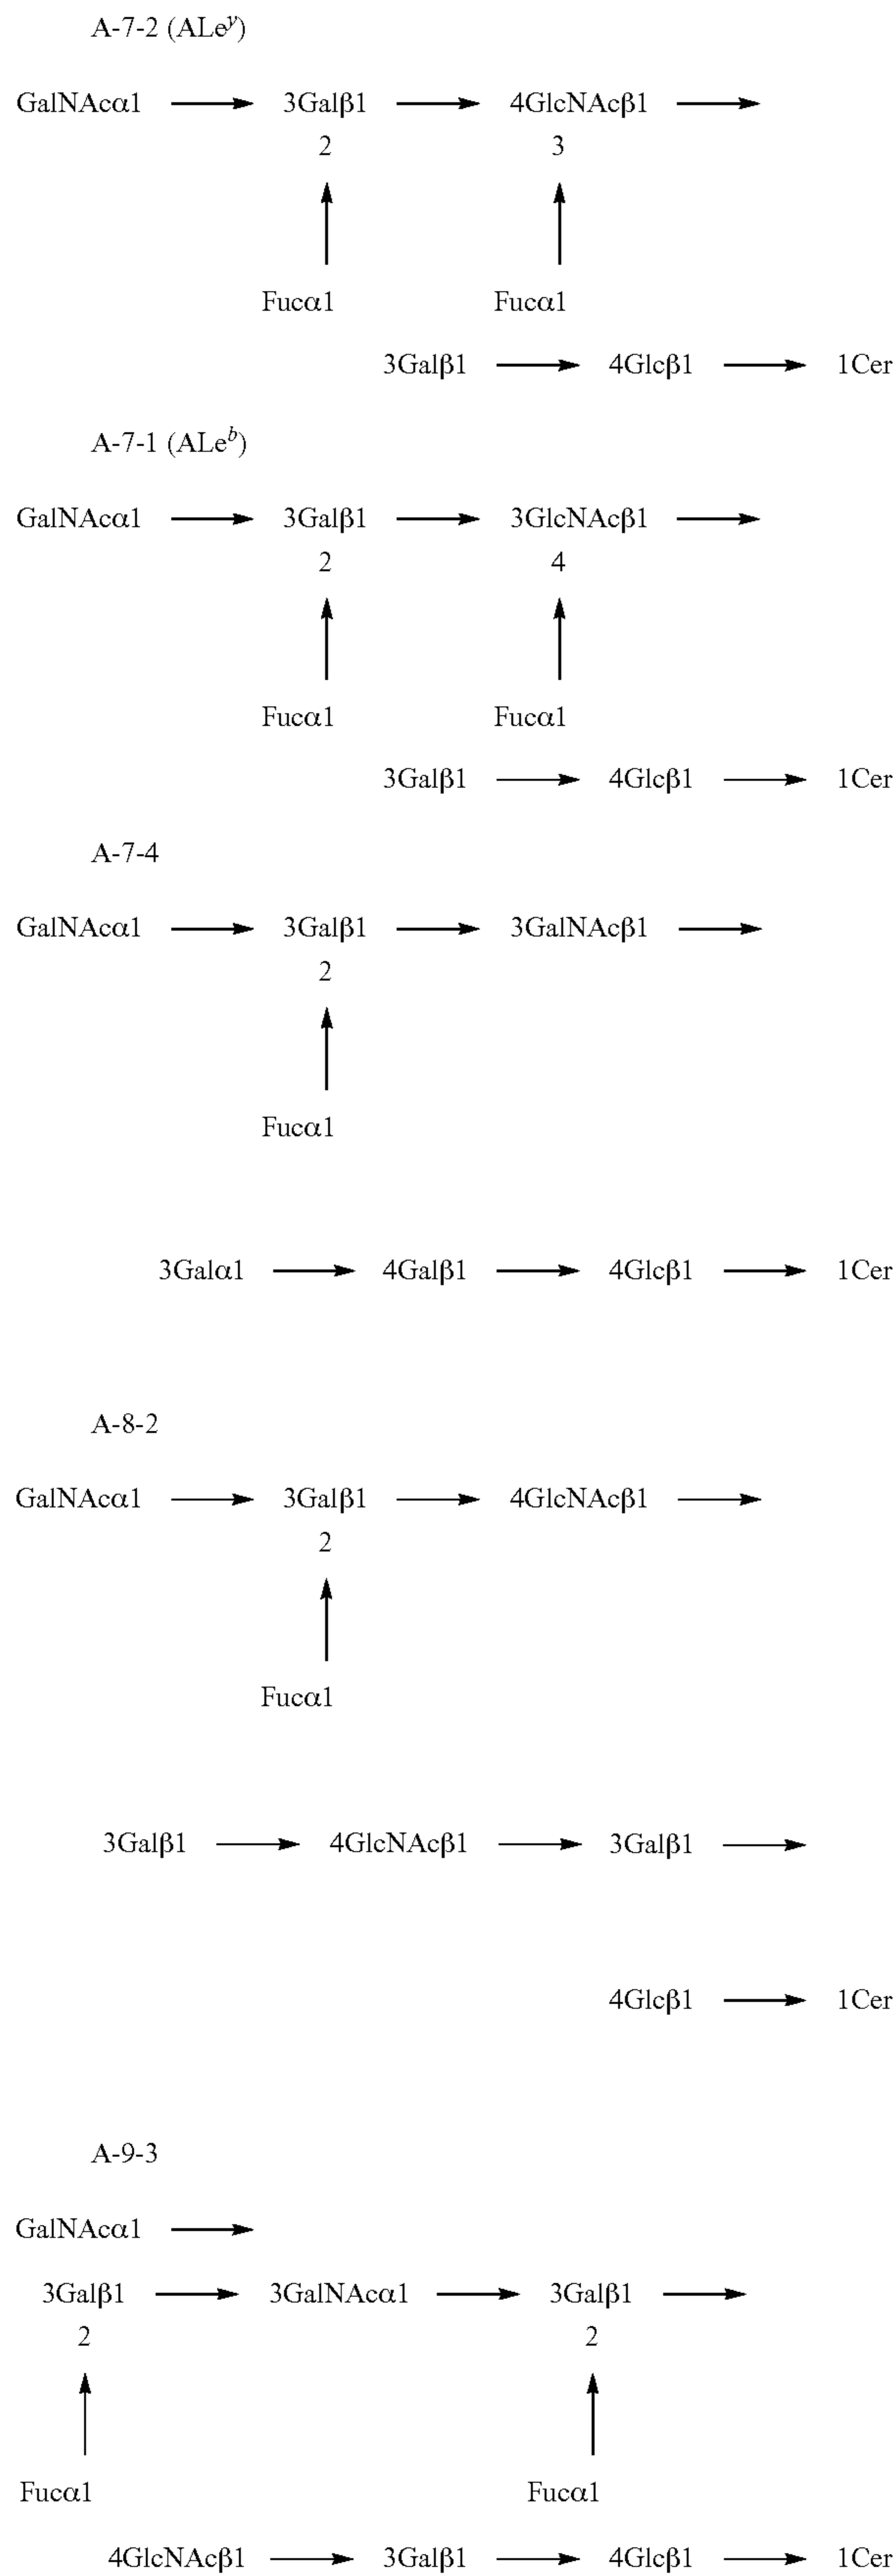 A-7-2 (ALeʸ)
GalNAcα1 → 3Galβ1 → 4GlcNAcβ1 →
2 3
Fucα1 Fucα1
3Galβ1 → 4Glcβ1 → 1Cer
A-7-1 (ALeᵇ)
GalNAcα1 → 3Galβ1 → 3GlcNAcβ1 →
2 4
Fucα1 Fucα1
3Galβ1 → 4Glcβ1 → 1Cer
A-7-4
GalNAcα1 → 3Galβ1 → 3GalNAcβ1 →
2
Fucα1
3Galα1 → 4Galβ1 → 4Glcβ1 → 1Cer
A-8-2
GalNAcα1 → 3Galβ1 → 4GlcNAcβ1 →
2
Fucα1
3Galβ1 → 4GlcNAcβ1 → 3Galβ1 →
4Glcβ1 → 1Cer
A-9-3
GalNAcα1 →
3Galβ1 → 3GalNAcα1 → 3Galβ1 →
2 2
Fucα1 Fucα1
4GlcNAcβ1 → 3Galβ1 → 4Glcβ1 → 1Cer